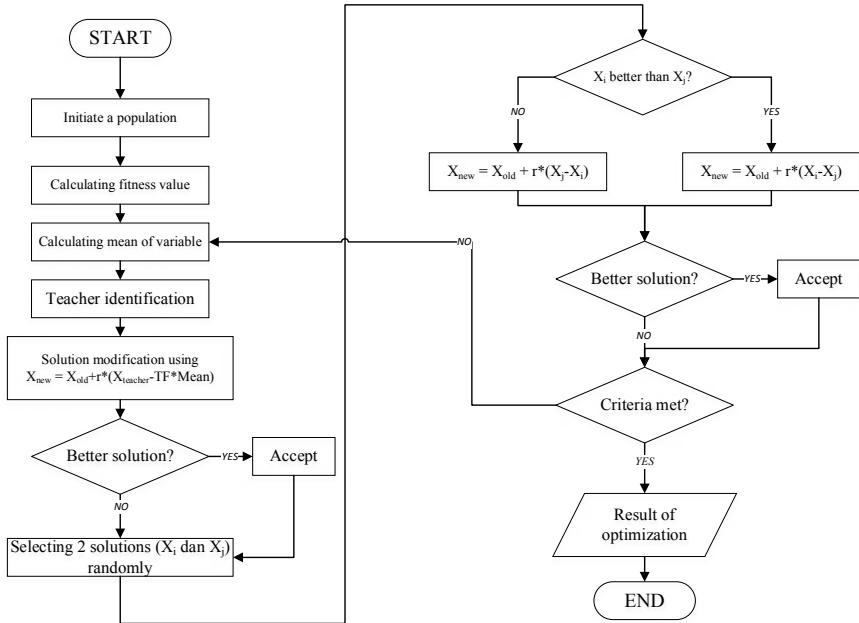 START
Initiate a population
Calculating fitness value
Calculating mean of variable
Teacher identification
Solution modification using
Xnew = Xold+r*(Xteacher-TF*Mean)
Better solution?
YES
Accept
NO
Selecting 2 solutions (Xi dan Xj)
randomly
Xi better than Xj?
NO
YES
Xnew = Xold + r*(Xj-Xi)
Xnew = Xold + r*(Xi-Xj)
Better solution?
YES
Accept
NO
Criteria met?
NO
YES
Result of
optimization
END